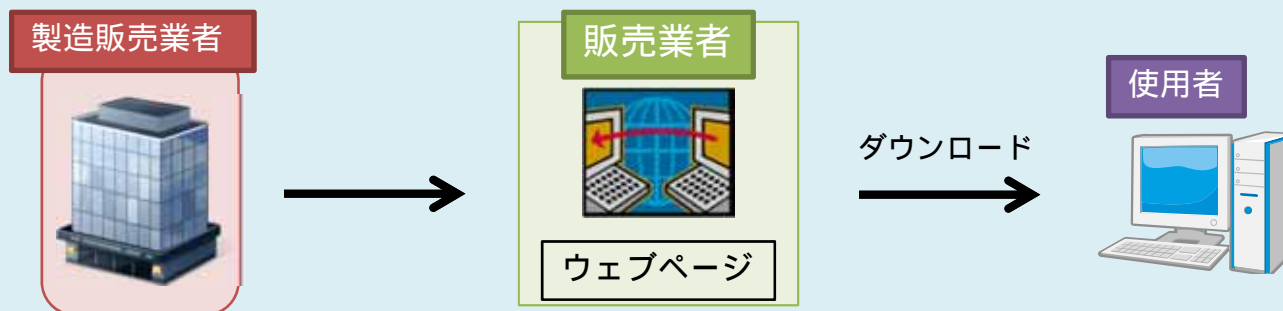 製造販売業者
販売業者
使用者
ダウンロード
ウェブページ